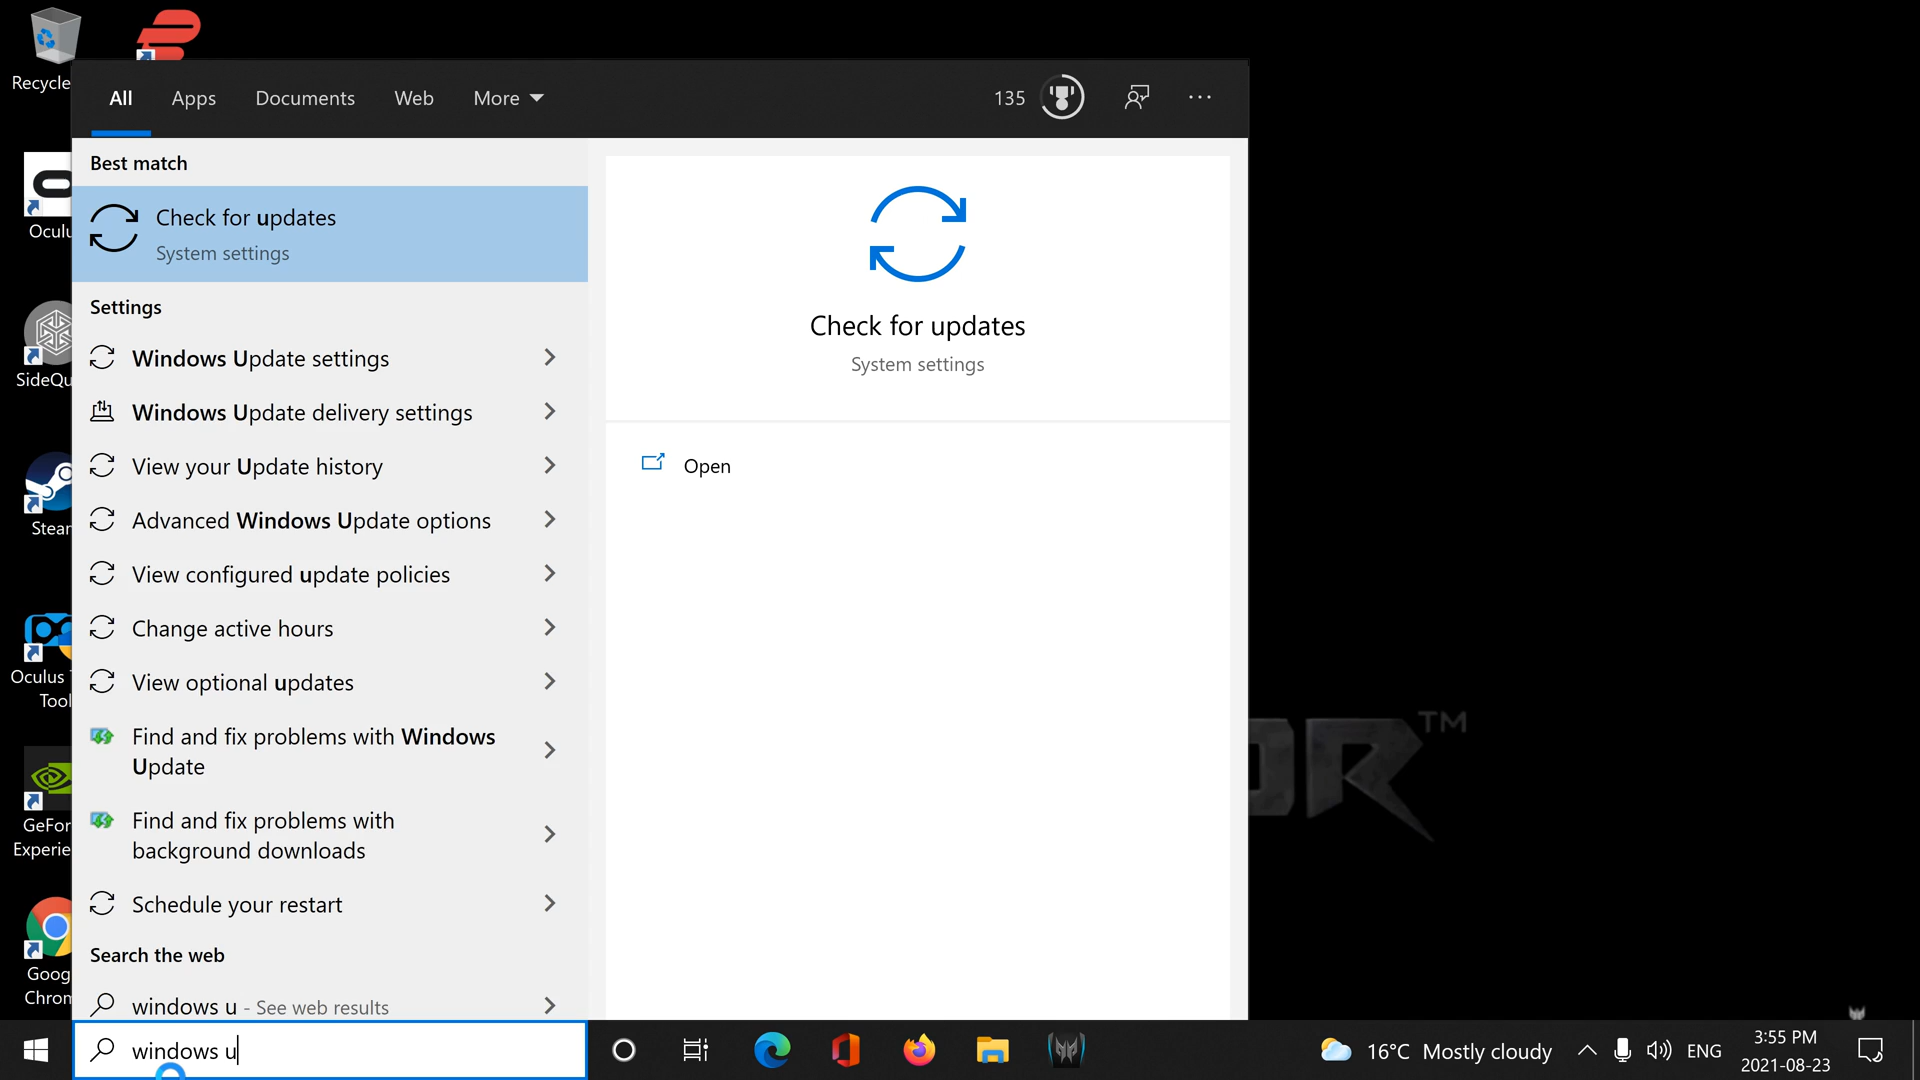 Recycle
Oculu
SideQu
Stear
Oculus
Tool
GeFor
Experie
Goog
Chron
All
Apps
Documents
Web
More
135
Best match
Check for updates
System settings
Settings
Windows Update settings
Windows Update delivery settings
View your Update history
Advanced Windows Update options
View configured update policies
Change active hours
View optional updates
Find and fix problems with Windows
Update
Find and fix problems with
background downloads
Schedule your restart
Search the web
windows u - See web results
Check for updates
System settings
Open
OR™
windows u
16°C Mostly cloudy
ENG
3:55 PM
2021-08-23